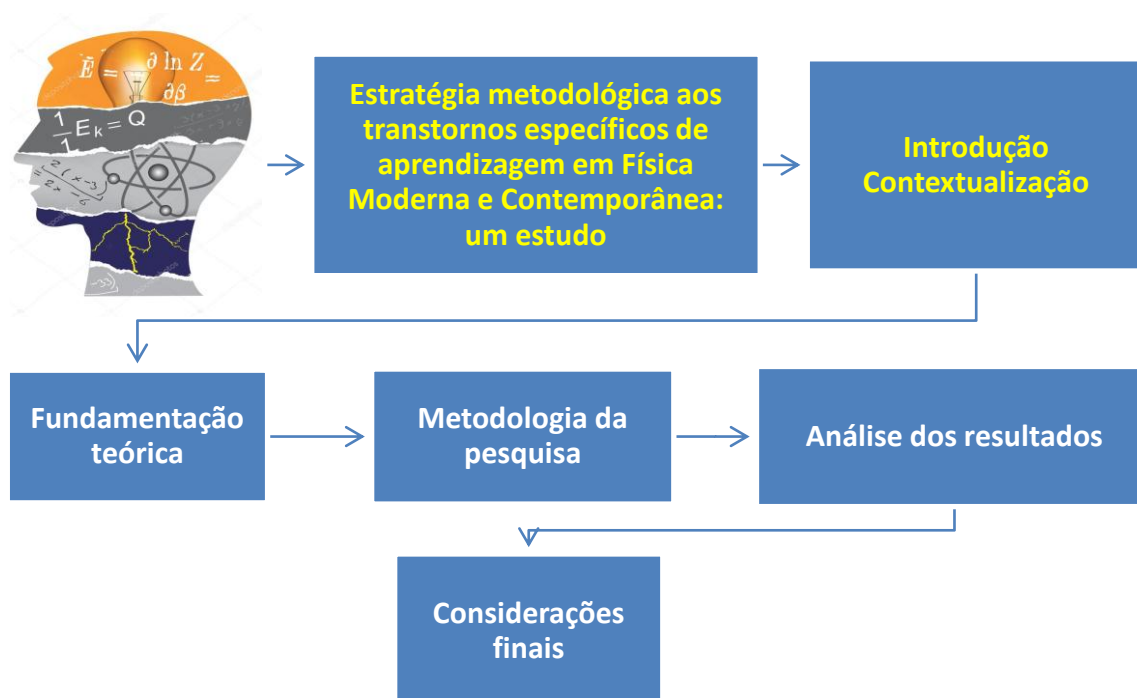 Ē = ∂ ln Z =
∂β
1/1 Eₖ = Q
Estratégia metodológica aos
transtornos específicos de
aprendizagem em Física
Moderna e Contemporânea:
um estudo
Introdução
Contextualização
Fundamentação
teórica
Metodologia da
pesquisa
Análise dos resultados
Considerações
finais